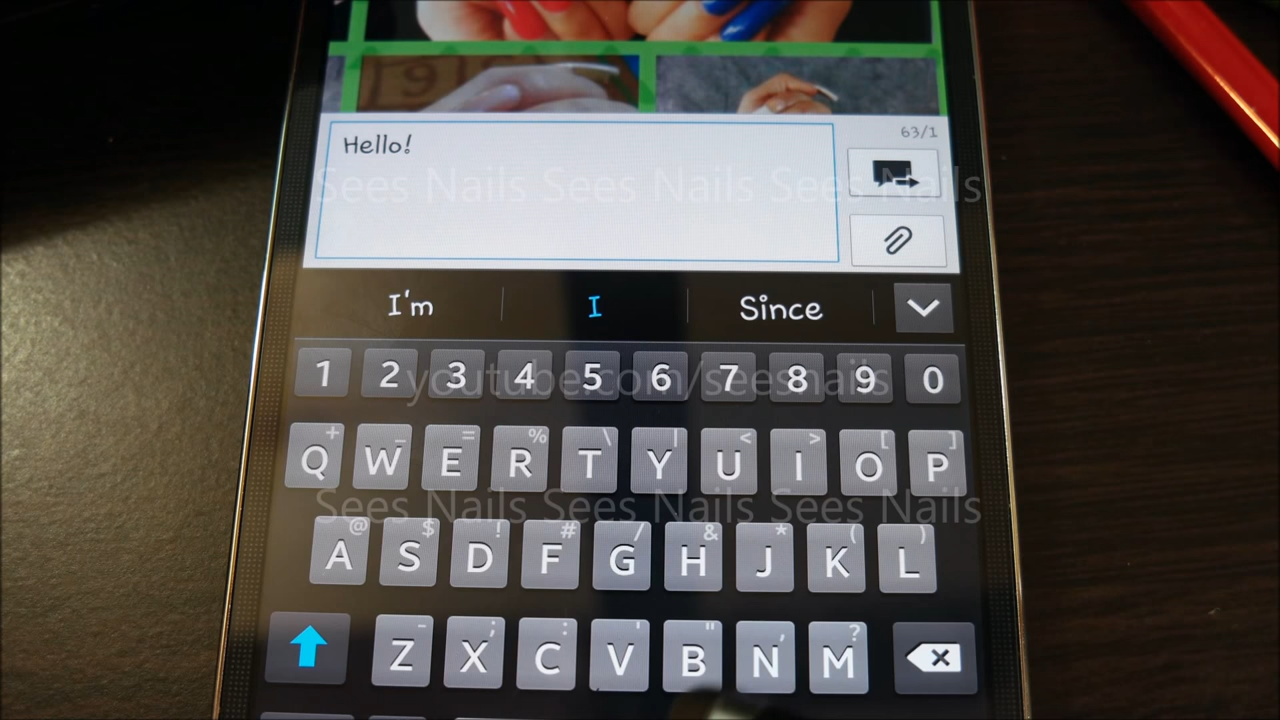 9
Hello!
63/1
Sees Nails Sees Nails Sees Nails
I'm I Since
1 2 3 4 5 6 7 8 9 0
youtube.com/seesnails
+ _ = % \ | < > [ ]
Q W E R T Y U I O P
Sees Nails Sees Nails Sees Nails
@ $ ! # / & * ( )
A S D F G H J K L
- ; : ' " , ?
Z X C V B N M